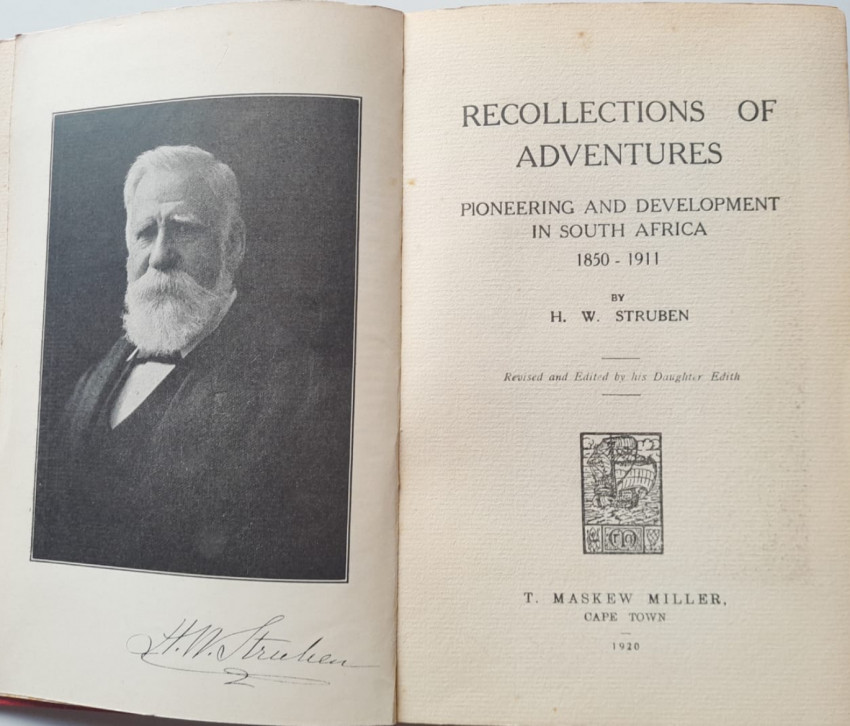 H. W. Struben
RECOLLECTIONS OF
ADVENTURES
PIONEERING AND DEVELOPMENT
IN SOUTH AFRICA
1850 - 1911
BY
H. W. STRUBEN
Revised and Edited by his Daughter Edith
T. MASKEW MILLER,
CAPE TOWN
1920